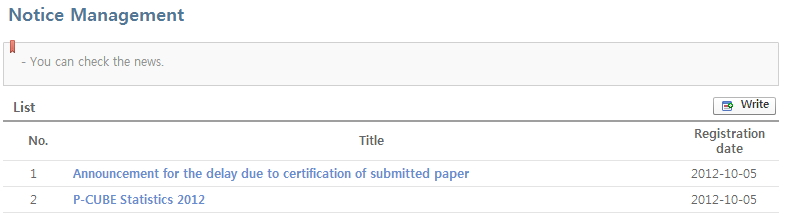 Notice Management
- You can check the news.
List
Write
No. Title Registration
date
1 Announcement for the delay due to certification of submitted paper 2012-10-05
2 P-CUBE Statistics 2012 2012-10-05